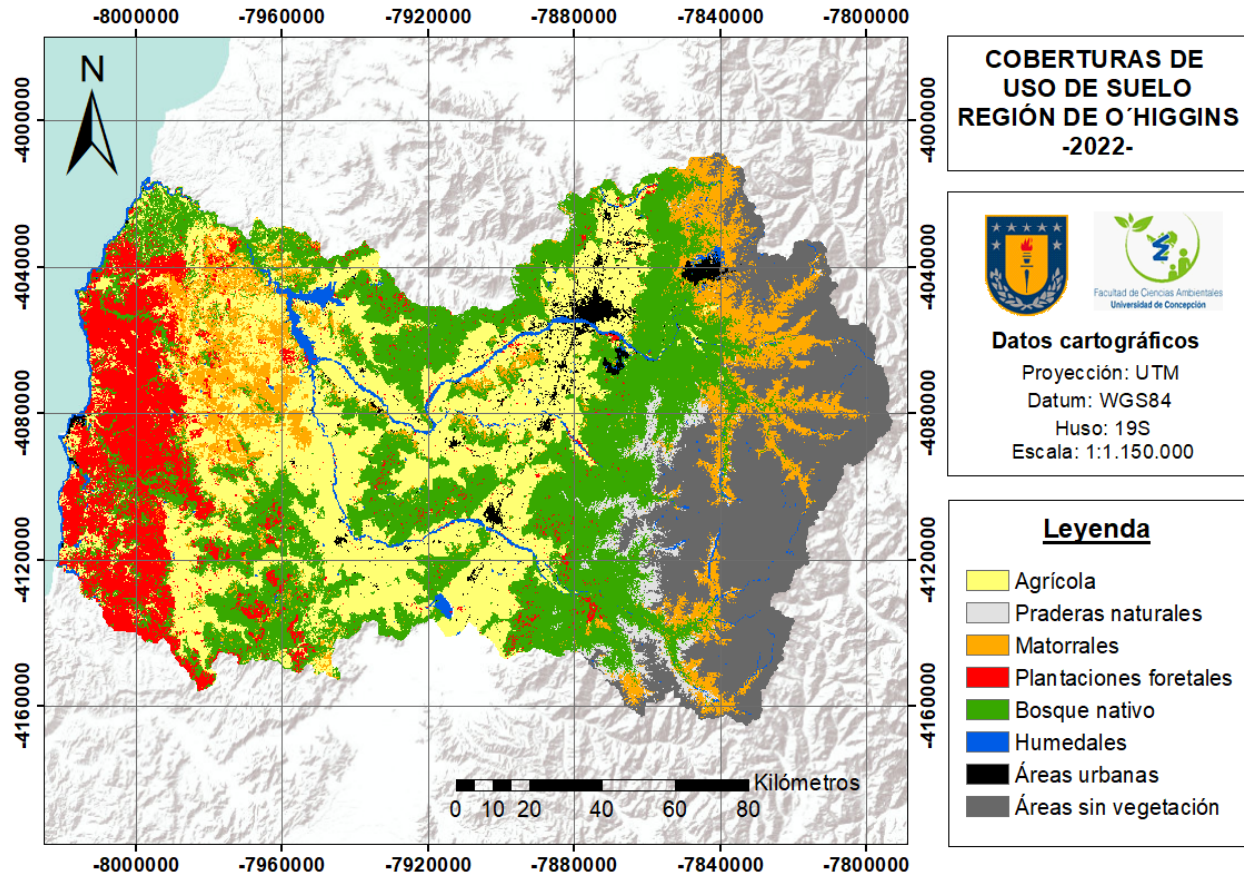 -8000000 -7960000 -7920000 -7880000 -7840000 -7800000
N
-4000000 -4000000
-4040000 -4040000
-4080000 -4080000
-4120000 -4120000
-4160000 -4160000
Kilómetros
0 10 20 40 60 80
-8000000 -7960000 -7920000 -7880000 -7840000 -7800000
COBERTURAS DE
USO DE SUELO
REGIÓN DE O´HIGGINS
-2022-
Facultad de Ciencias Ambientales
Universidad de Concepción
Datos cartográficos
Proyección: UTM
Datum: WGS84
Huso: 19S
Escala: 1:1.150.000
Leyenda
Agrícola
Praderas naturales
Matorrales
Plantaciones foretales
Bosque nativo
Humedales
Áreas urbanas
Áreas sin vegetación